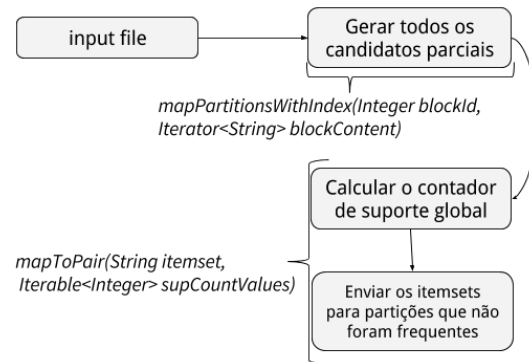 input file
Gerar todos os
candidatos parciais
mapPartitionsWithIndex(Integer blockId,
Iterator<String> blockContent)
Calcular o contador
de suporte global
mapToPair(String itemset,
Iterable<Integer> supCountValues)
Enviar os itemsets
para partições que não
foram frequentes